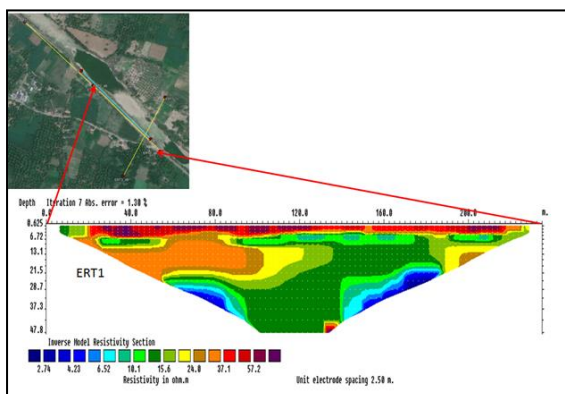 Depth Iteration 7 Abs. error = 1.30 %
0.0 40.0 80.0 120.0 160.0 200.0 m.
0.625
6.72
13.1
21.5
28.7
37.3
47.8
ERT1
Inverse Model Resistivity Section
2.74 4.23 6.52 10.1 15.6 24.0 37.1 57.2
Resistivity in ohm.m Unit electrode spacing 2.50 m.